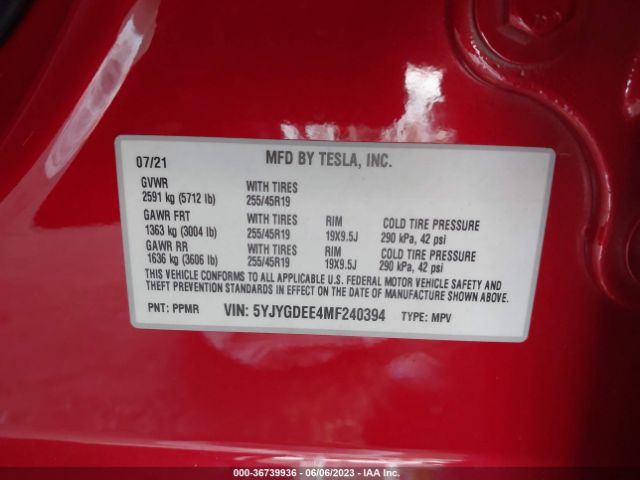 07/21 MFD BY TESLA, INC.
GVWR WITH TIRES
2591 kg (5712 lb) 255/45R19
GAWR FRT WITH TIRES RIM COLD TIRE PRESSURE
1363 kg (3004 lb) 255/45R19 19X9.5J 290 kPa, 42 psi
GAWR RR WITH TIRES RIM COLD TIRE PRESSURE
1636 kg (3606 lb) 255/45R19 19X9.5J 290 kPa, 42 psi
THIS VEHICLE CONFORMS TO ALL APPLICABLE U.S. FEDERAL MOTOR VEHICLE SAFETY AND
THEFT PREVENTION STANDARDS IN EFFECT ON THE DATE OF MANUFACTURE SHOWN ABOVE.
PNT: PPMR VIN: 5YJYGDEE4MF240394 TYPE: MPV
000-36739936 - 06/06/2023 - IAA Inc.